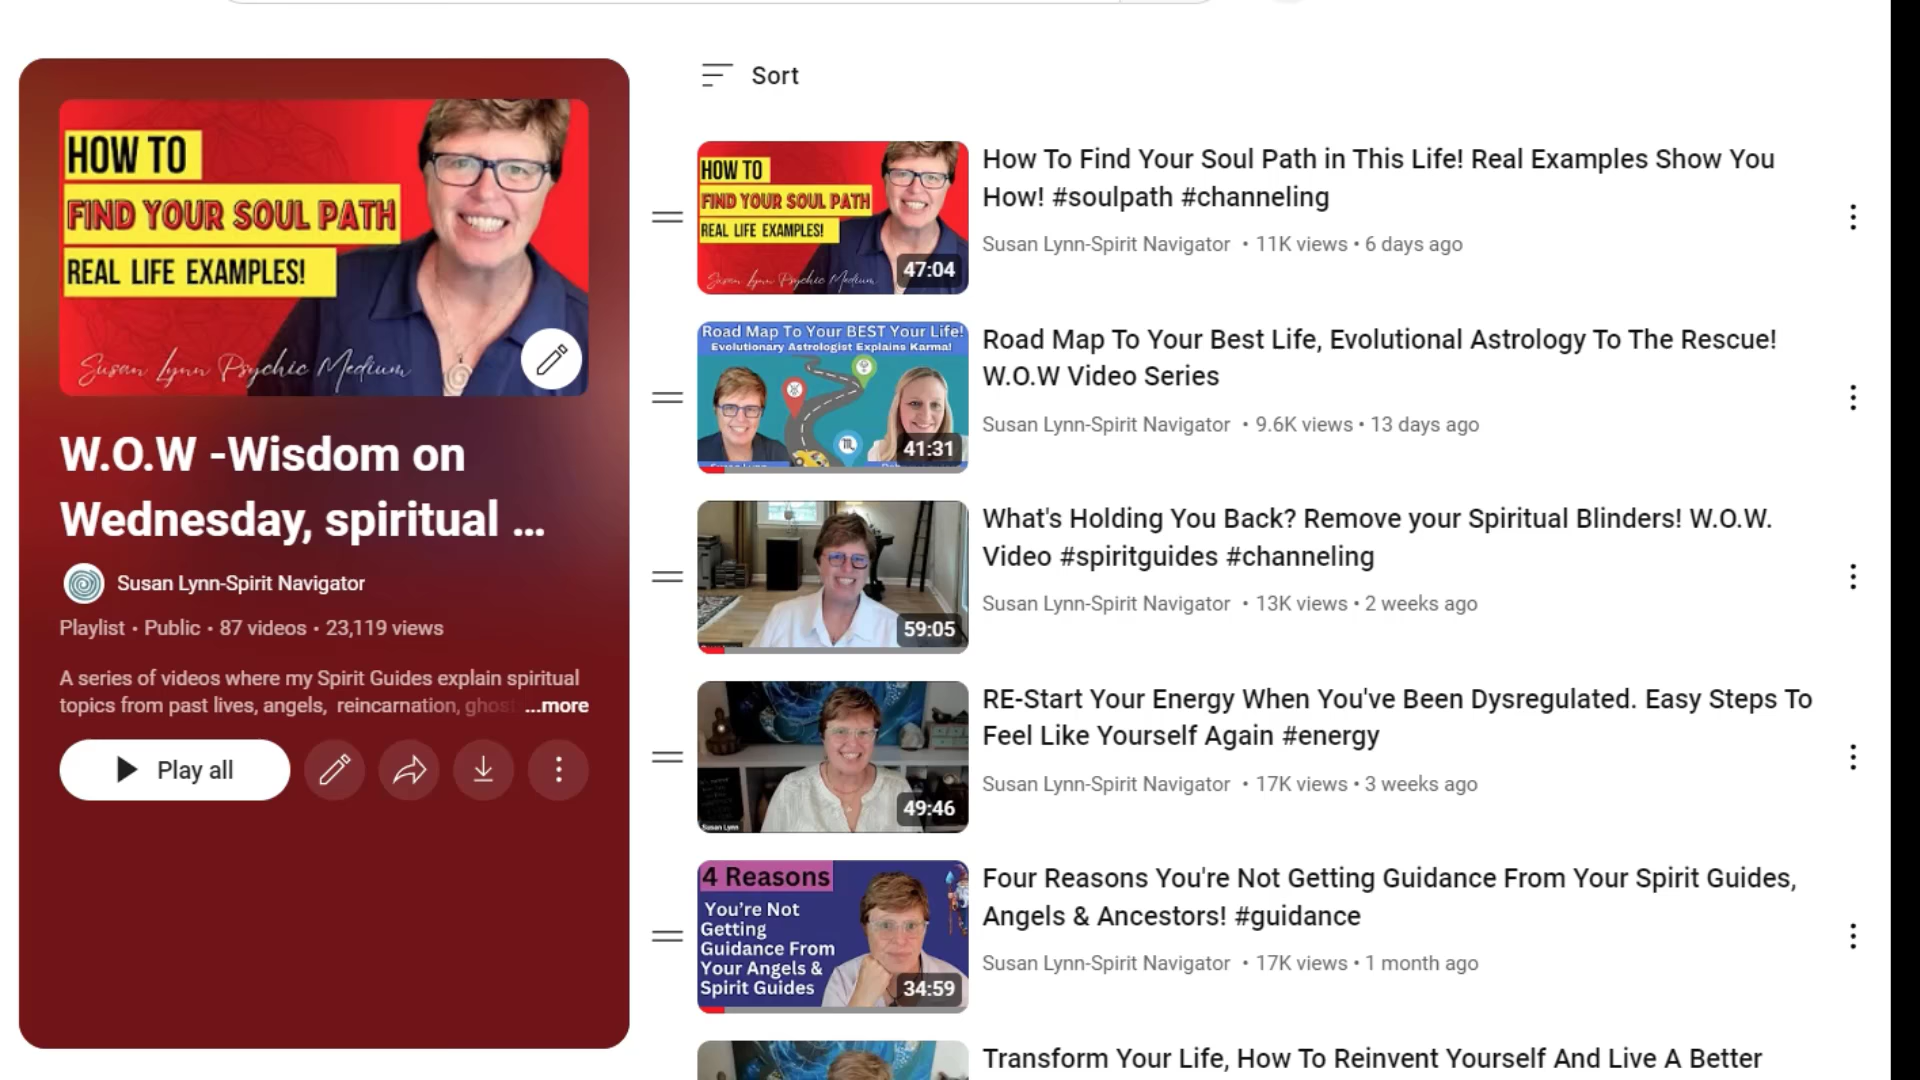 HOW TO
FIND YOUR SOUL PATH
REAL LIFE EXAMPLES!
Susan Lynn Psychic Medium
W.O.W -Wisdom on
Wednesday, spiritual ...
Susan Lynn-Spirit Navigator
Playlist • Public • 87 videos • 23,119 views
A series of videos where my Spirit Guides explain spiritual
topics from past lives, angels,  reincarnation, ghost ...more
Play all
Sort
HOW TO
FIND YOUR SOUL PATH
REAL LIFE EXAMPLES!
Susan Lynn Psychic Medium
47:04
How To Find Your Soul Path in This Life! Real Examples Show You
How! #soulpath #channeling
Susan Lynn-Spirit Navigator • 11K views • 6 days ago
Road Map To Your BEST Your Life!
Evolutionary Astrologist Explains Karma!
41:31
Road Map To Your Best Life, Evolutional Astrology To The Rescue!
W.O.W Video Series
Susan Lynn-Spirit Navigator • 9.6K views • 13 days ago
59:05
What's Holding You Back? Remove your Spiritual Blinders! W.O.W.
Video #spiritguides #channeling
Susan Lynn-Spirit Navigator • 13K views • 2 weeks ago
Susan Lynn
49:46
RE-Start Your Energy When You've Been Dysregulated. Easy Steps To
Feel Like Yourself Again #energy
Susan Lynn-Spirit Navigator • 17K views • 3 weeks ago
4 Reasons
You're Not
Getting
Guidance From
Your Angels &
Spirit Guides
34:59
Four Reasons You're Not Getting Guidance From Your Spirit Guides,
Angels & Ancestors! #guidance
Susan Lynn-Spirit Navigator • 17K views • 1 month ago
Transform Your Life, How To Reinvent Yourself And Live A Better